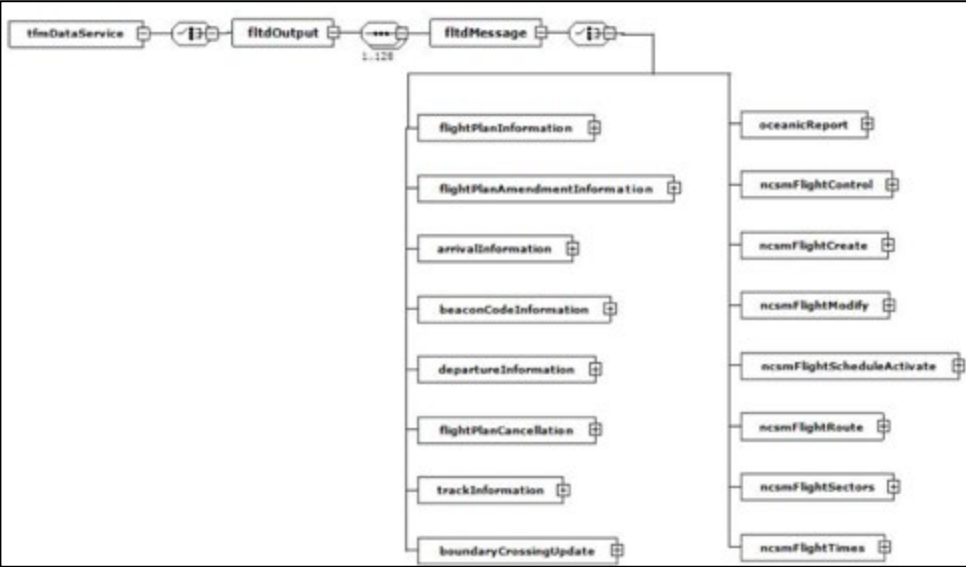 tfmDataService
fltdOutput
1..128
fltdMessage
flightPlanInformation
flightPlanAmendmentInformation
arrivalInformation
beaconCodeInformation
departureInformation
flightPlanCancellation
trackInformation
boundaryCrossingUpdate
oceanicReport
ncsmFlightControl
ncsmFlightCreate
ncsmFlightModify
ncsmFlightScheduleActivate
ncsmFlightRoute
ncsmFlightSectors
ncsmFlightTimes